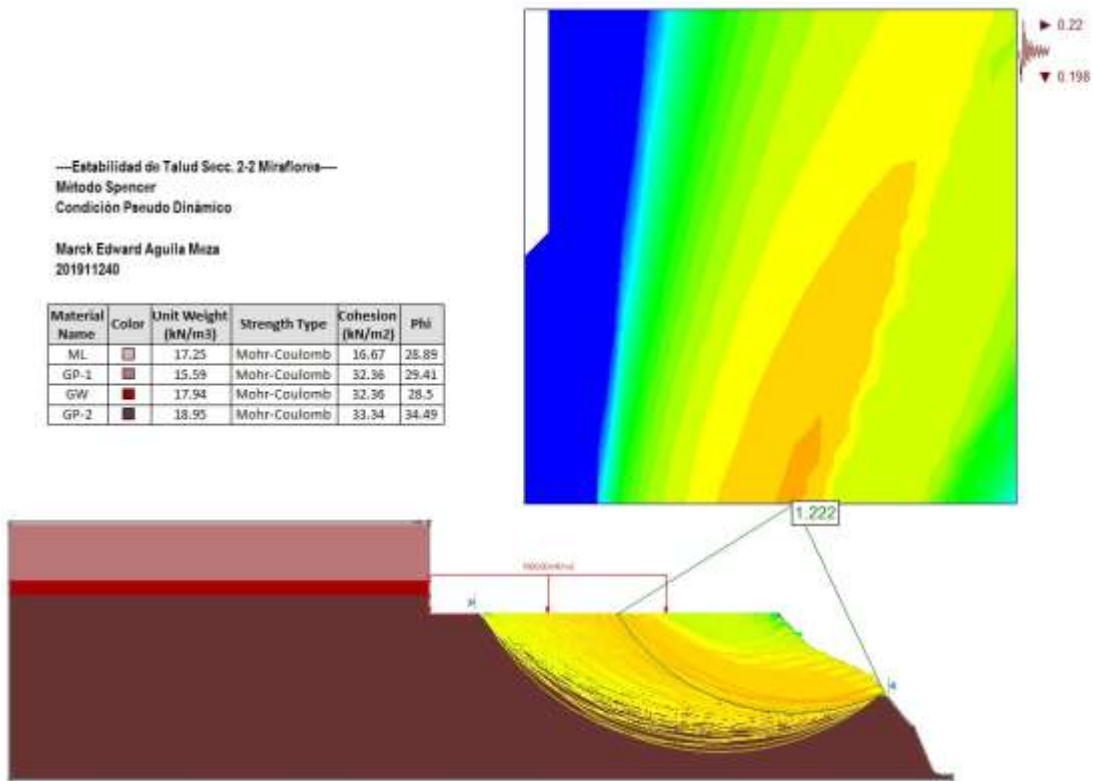 ----Estabilidad de Talud Secc. 2-2 Miraflores----
Método Spencer
Condición Pseudo Dinámico
Marck Edward Aguila Meza
201911240
Material Name Color Unit Weight (kN/m3) Strength Type Cohesion (kN/m2) Phi
ML 17.25 Mohr-Coulomb 16.67 28.89
GP-1 15.59 Mohr-Coulomb 32.36 29.41
GW 17.94 Mohr-Coulomb 32.36 28.5
GP-2 18.95 Mohr-Coulomb 33.34 34.49
0.22
0.198
1.222